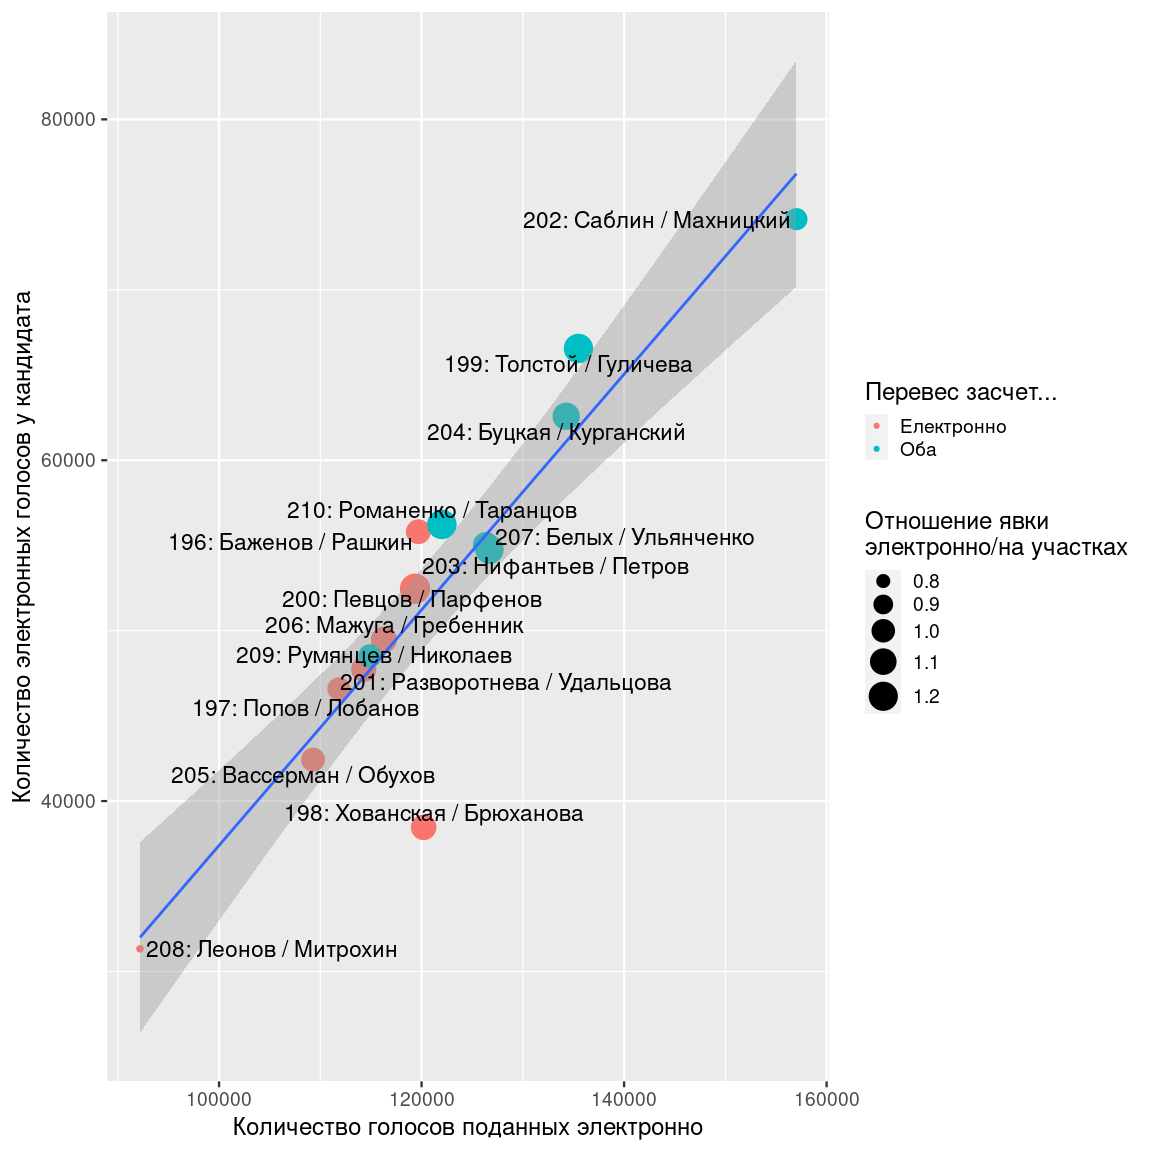 Количество электронных голосов у кандидата
80000
60000
40000
202: Саблин / Махницкий
199: Толстой / Гуличева
204: Буцкая / Курганский
210: Романенко / Таранцов
207: Белых / Ульянченко
196: Баженов / Рашкин
203: Нифантьев / Петров
200: Певцов / Парфенов
206: Мажуга / Гребенник
209: Румянцев / Николаев
201: Разворотнева / Удальцова
197: Попов / Лобанов
205: Вассерман / Обухов
198: Хованская / Брюханова
208: Леонов / Митрохин
100000
120000
140000
160000
Количество голосов поданных электронно
Перевес засчет...
Електронно
Оба
Отношение явки
электронно/на участках
0.8
0.9
1.0
1.1
1.2